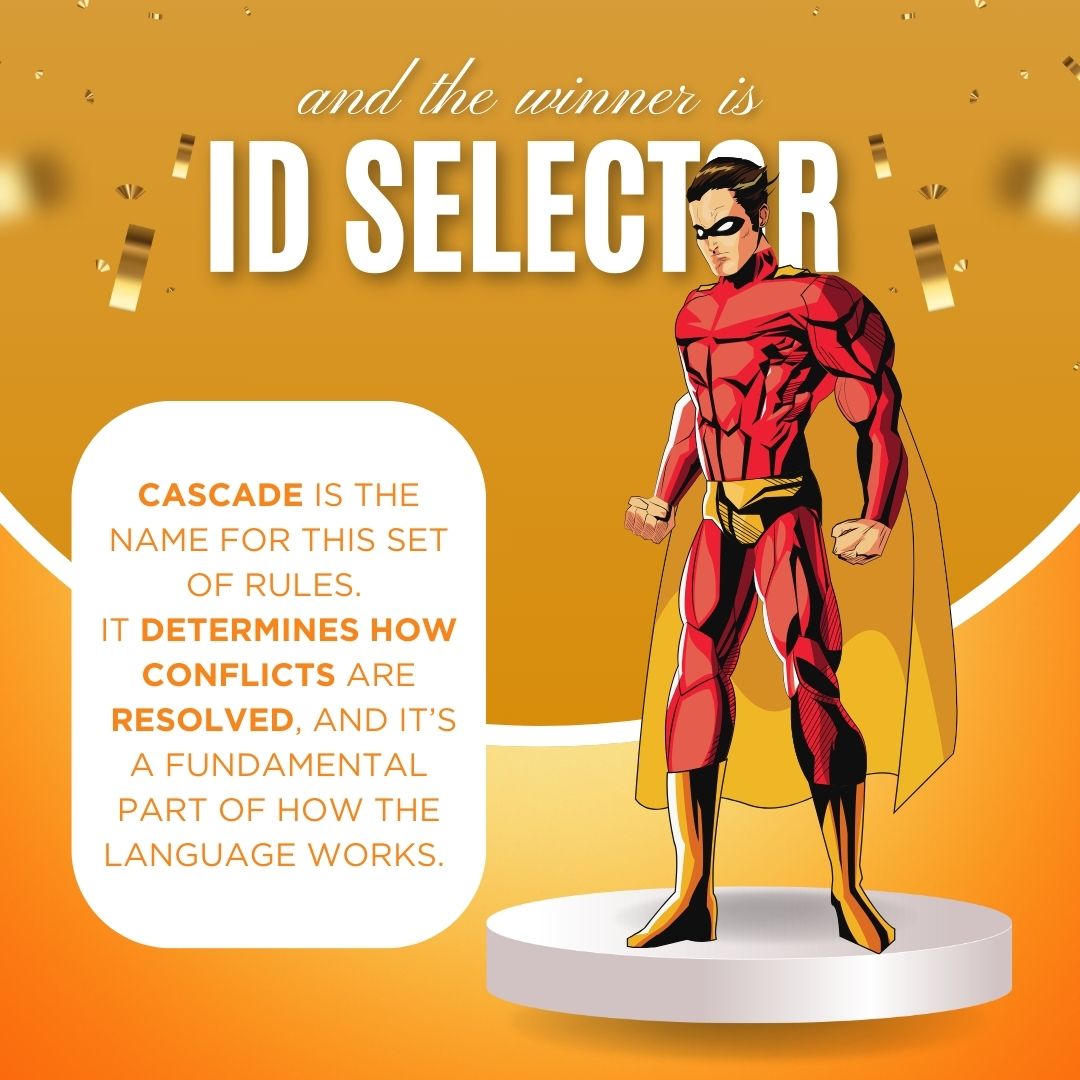 and the winner is
ID SELECTOR
CASCADE IS THE
NAME FOR THIS SET
OF RULES.
IT DETERMINES HOW
CONFLICTS ARE
RESOLVED, AND IT’S
A FUNDAMENTAL
PART OF HOW THE
LANGUAGE WORKS.